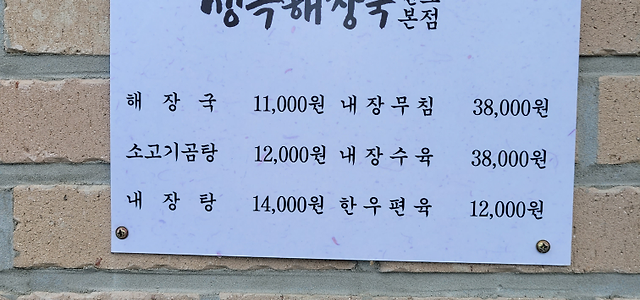 해장국
본점
해 장 국 11,000원 내 장 무 침 38,000원
소고기곰탕 12,000원 내 장 수 육 38,000원
내 장 탕 14,000원 한 우 편 육 12,000원